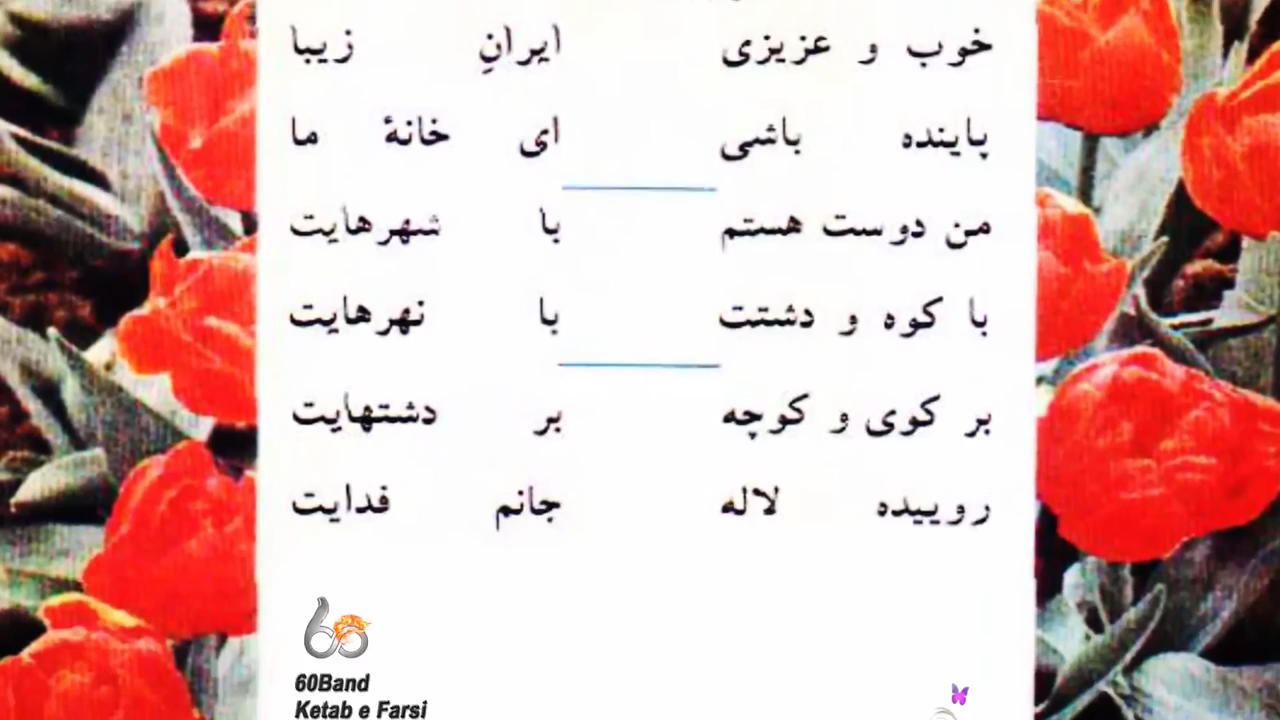 خوب و عزیزی ایرانِ زیبا
پاینده باشی ای خانهٔ ما
من دوست هستم با شهرهایت
با کوه و دشتت با نهرهایت
بر کوی و کوچه بر دشتهایت
روییده لاله جانم فدایت
60Band
Ketab e Farsi